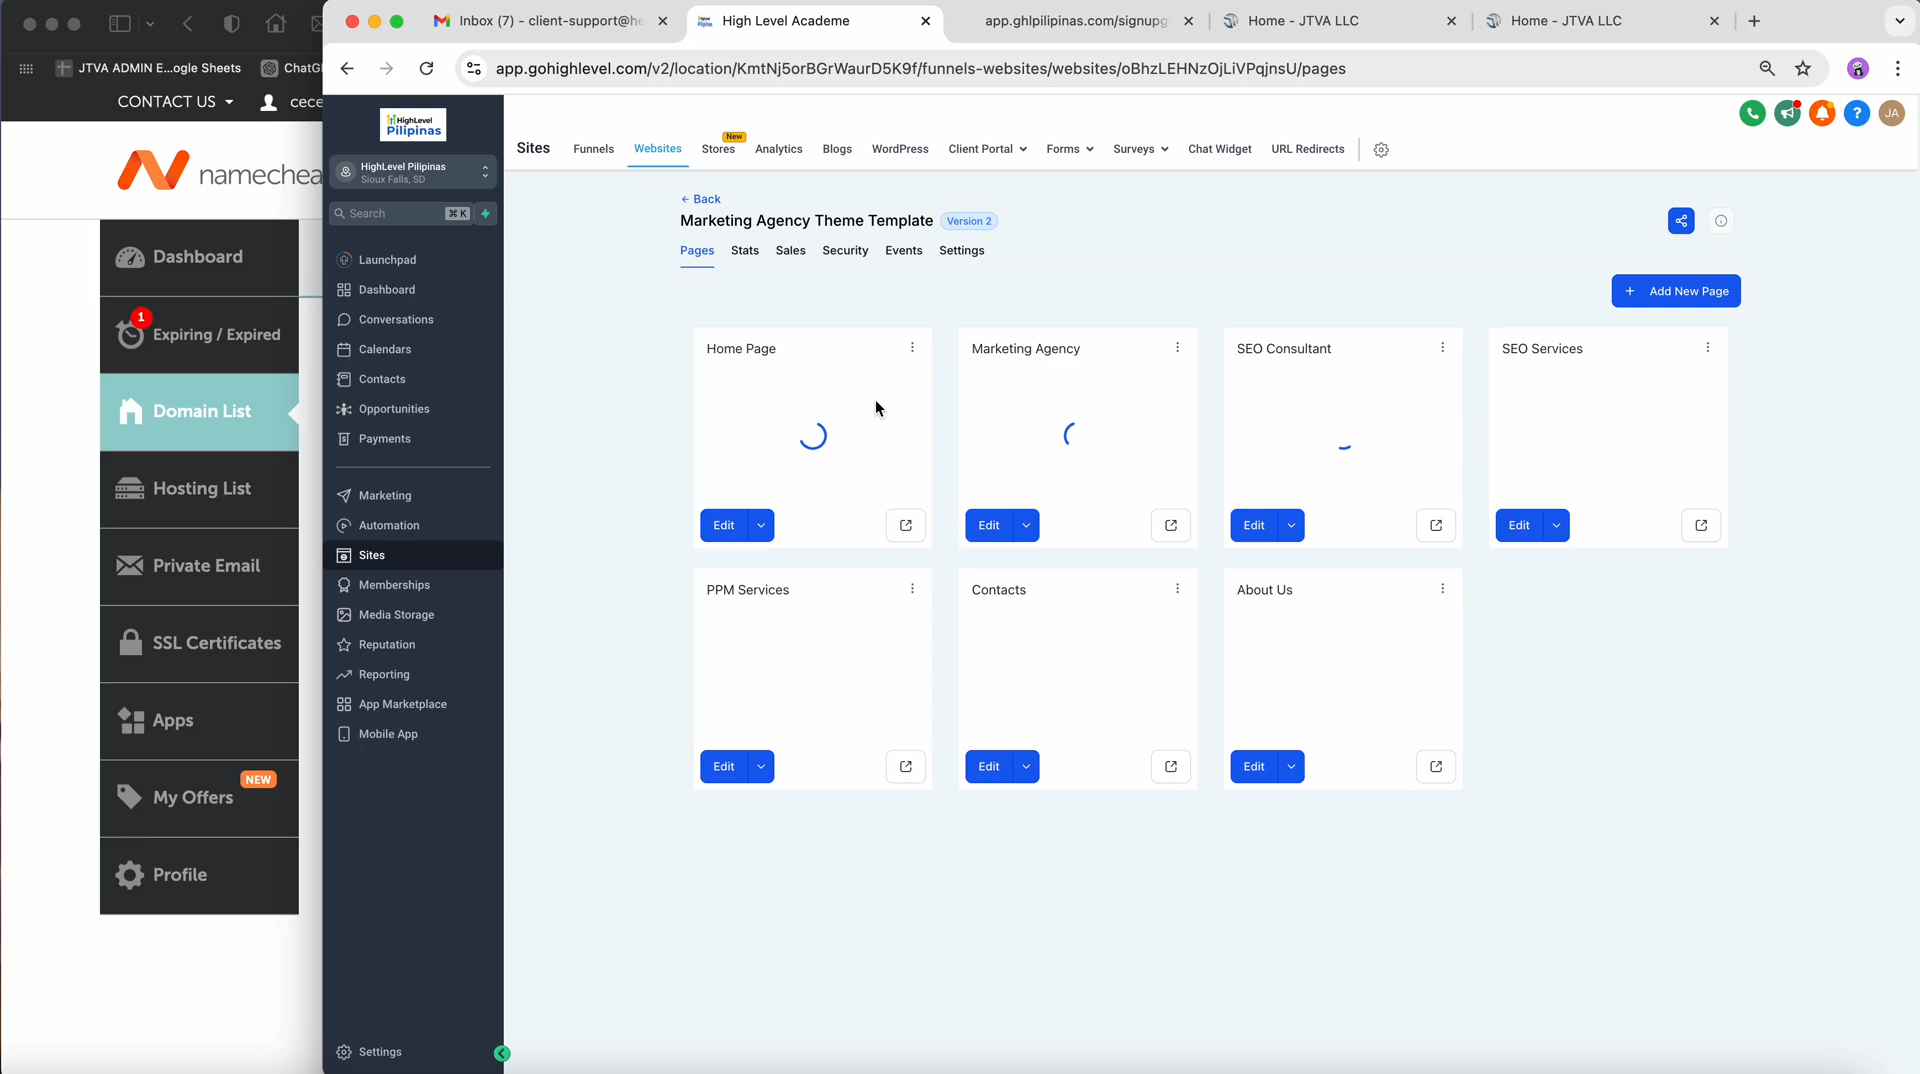 Inbox (7) - client-support@he
High Level Academe
app.ghlpilipinas.com/signupg
Home - JTVA LLC
Home - JTVA LLC
app.gohighlevel.com/v2/location/KmtNj5orBGrWaurD5K9f/funnels-websites/websites/oBhzLEHNzOjLiVPqjnsU/pages
JTVA ADMIN E...ogle Sheets
ChatG
CONTACT US
cece
namechea
Dashboard
1
Expiring / Expired
Domain List
Hosting List
Private Email
SSL Certificates
Apps
NEW
My Offers
Profile
HighLevel
Pilipinas
HighLevel Pilipinas
Sioux Falls, SD
Search
⌘ K
Launchpad
Dashboard
Conversations
Calendars
Contacts
Opportunities
Payments
Marketing
Automation
Sites
Memberships
Media Storage
Reputation
Reporting
App Marketplace
Mobile App
Settings
JA
New
Sites
Funnels
Websites
Stores
Analytics
Blogs
WordPress
Client Portal
Forms
Surveys
Chat Widget
URL Redirects
Back
Marketing Agency Theme Template
Version 2
Pages
Stats
Sales
Security
Events
Settings
+ Add New Page
Home Page
Marketing Agency
SEO Consultant
SEO Services
Edit
Edit
Edit
Edit
PPM Services
Contacts
About Us
Edit
Edit
Edit